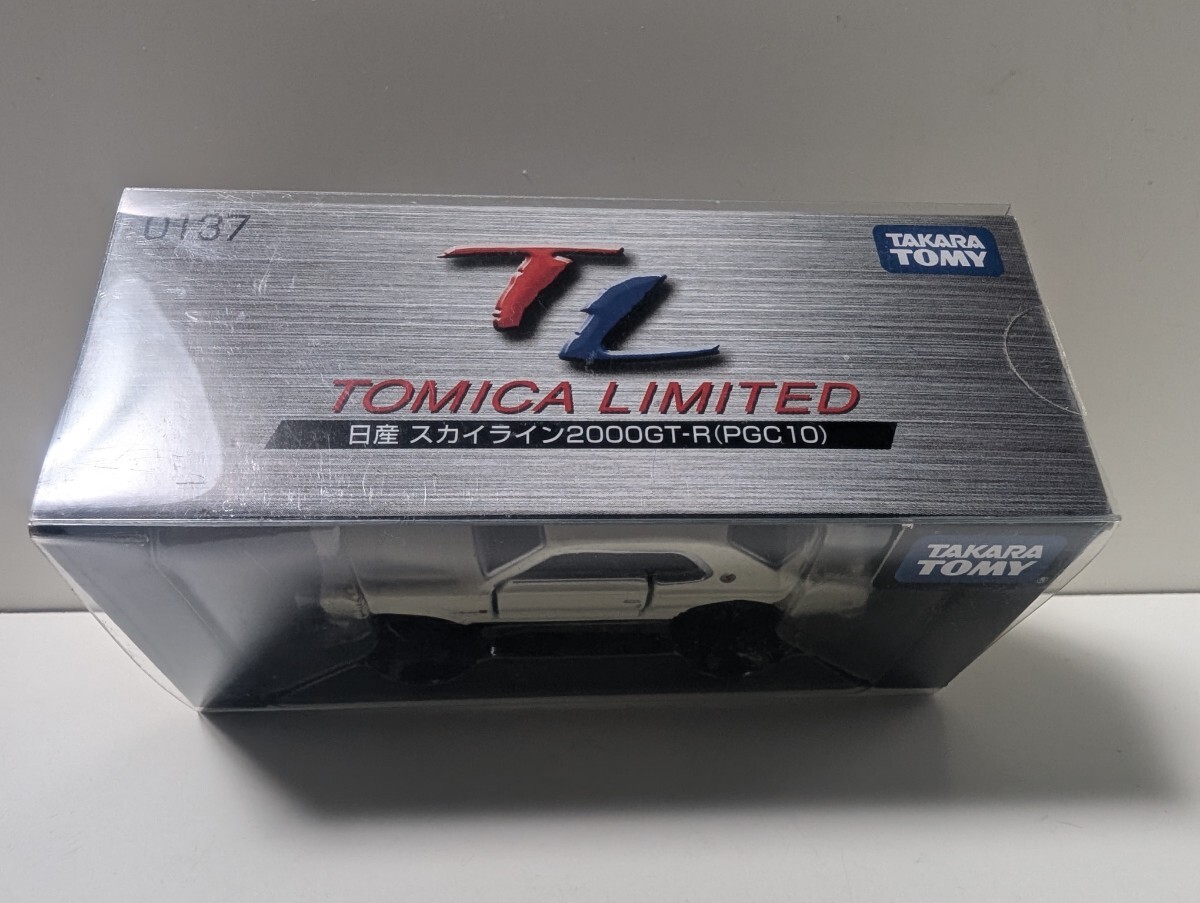 0137
TAKARA
TOMY
TL
TOMICA LIMITED
日産 スカイライン2000GT-R(PGC10)
TAKARA
TOMY